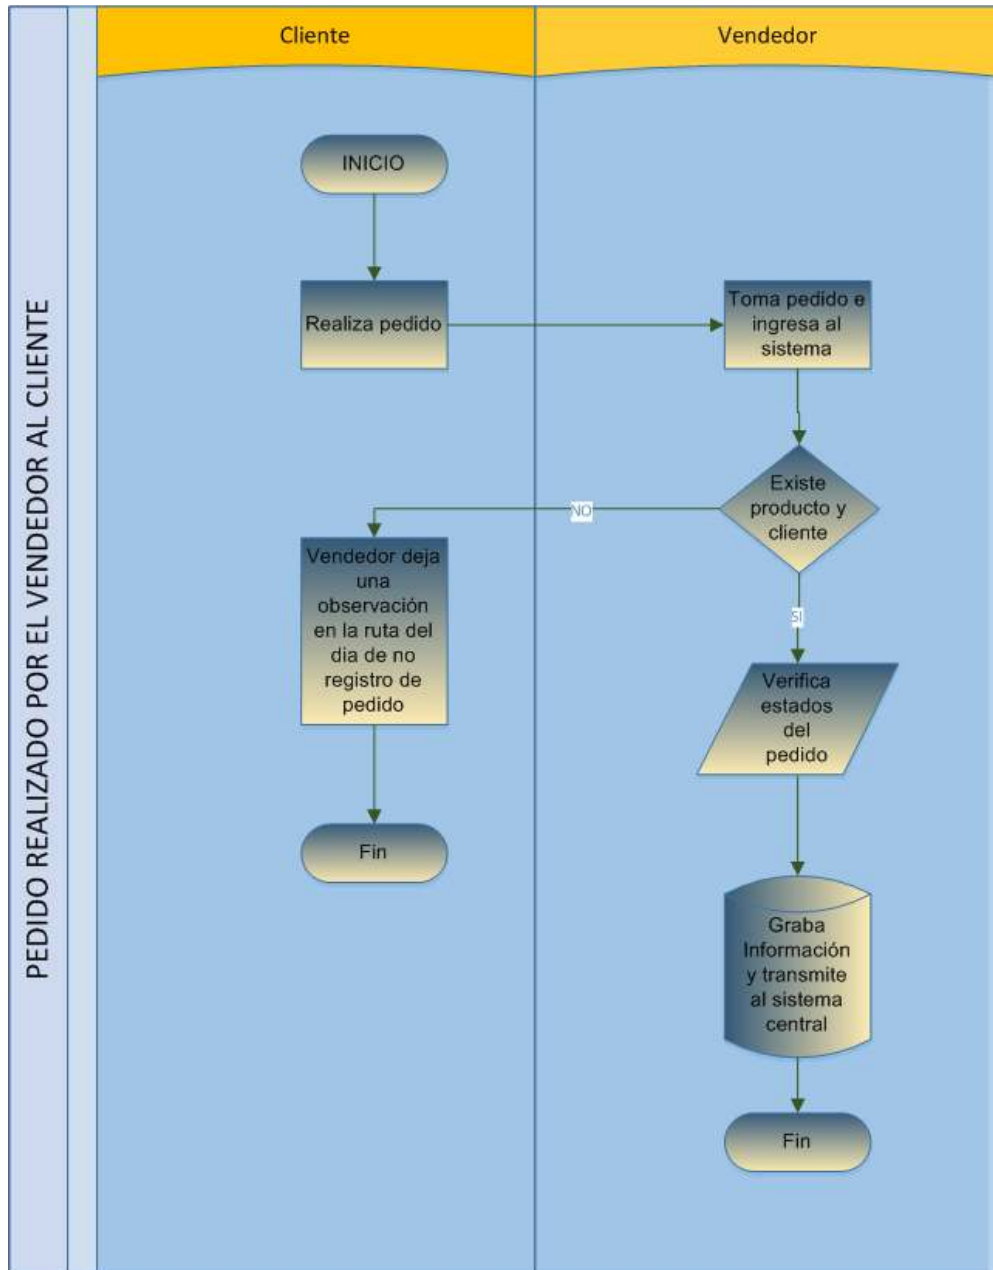 PEDIDO REALIZADO POR EL VENDEDOR AL CLIENTE
Cliente
Vendedor
INICIO
Realiza pedido
Toma pedido e
ingresa al
sistema
Existe
producto y
cliente
NO
Vendedor deja
una
observación
en la ruta del
dia de no
registro de
pedido
SI
Verifica
estados
del
pedido
Fin
Graba
Información
y transmite
al sistema
central
Fin